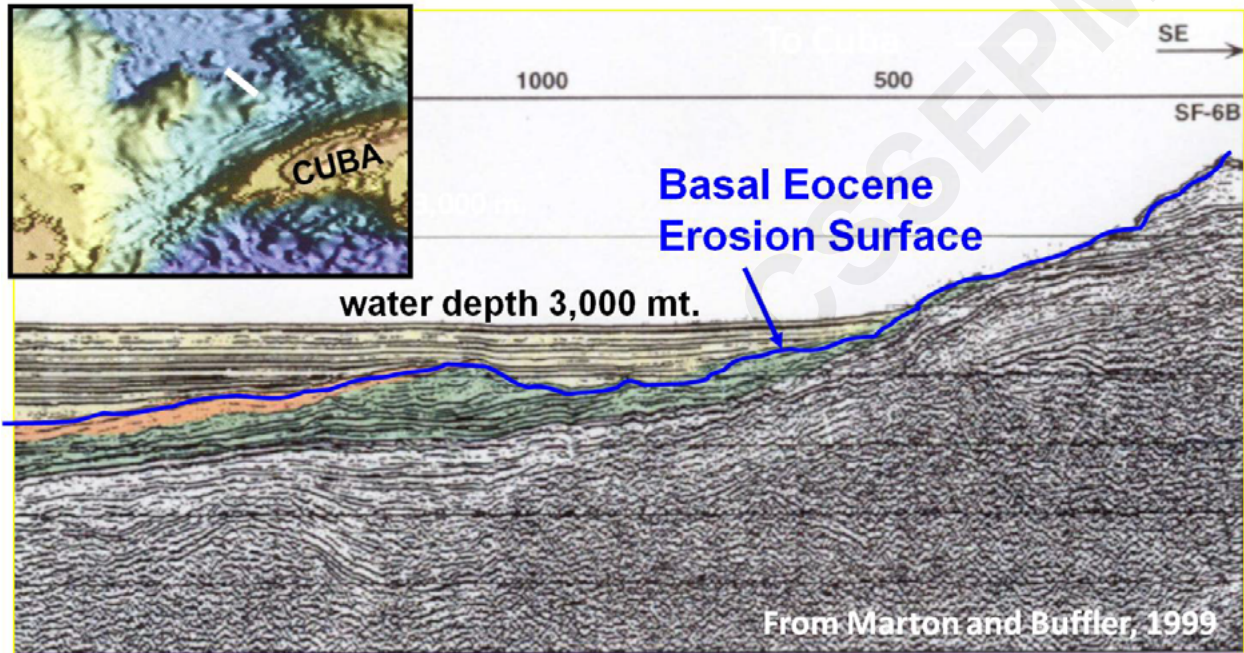 To Cuba
SE
1000
500
SF-6B
CUBA
Basal Eocene
Erosion Surface
water depth 3,000 mt.
From Marton and Buffler, 1999